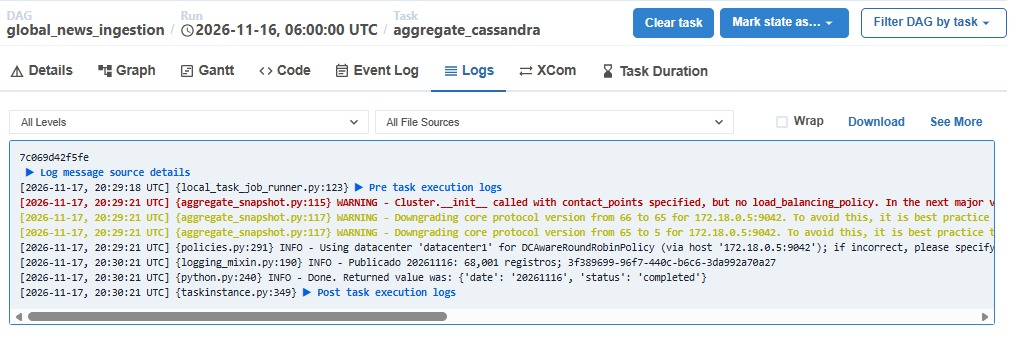 DAG
global_news_ingestion
Run
2026-11-16, 06:00:00 UTC
Task
aggregate_cassandra
Clear task
Mark state as...
Filter DAG by task
Details
Graph
Gantt
Code
Event Log
Logs
XCom
Task Duration
All Levels
All File Sources
Wrap
Download
See More
7c069d42f5fe
▶ Log message source details
[2026-11-17, 20:29:18 UTC] {local_task_job_runner.py:123} ▶ Pre task execution logs
[2026-11-17, 20:29:21 UTC] {aggregate_snapshot.py:115} WARNING - Cluster.__init__ called with contact_points specified, but no load_balancing_policy. In the next major v
[2026-11-17, 20:29:21 UTC] {aggregate_snapshot.py:117} WARNING - Downgrading core protocol version from 66 to 65 for 172.18.0.5:9042. To avoid this, it is best practice
[2026-11-17, 20:29:21 UTC] {aggregate_snapshot.py:117} WARNING - Downgrading core protocol version from 65 to 5 for 172.18.0.5:9042. To avoid this, it is best practice t
[2026-11-17, 20:29:21 UTC] {policies.py:291} INFO - Using datacenter 'datacenter1' for DCAwareRoundRobinPolicy (via host '172.18.0.5:9042'); if incorrect, please specify
[2026-11-17, 20:30:21 UTC] {logging_mixin.py:190} INFO - Publicado 20261116: 68,001 registros; 3f389699-96f7-440c-b6c6-3da992a70a27
[2026-11-17, 20:30:21 UTC] {python.py:240} INFO - Done. Returned value was: {'date': '20261116', 'status': 'completed'}
[2026-11-17, 20:30:21 UTC] {taskinstance.py:349} ▶ Post task execution logs